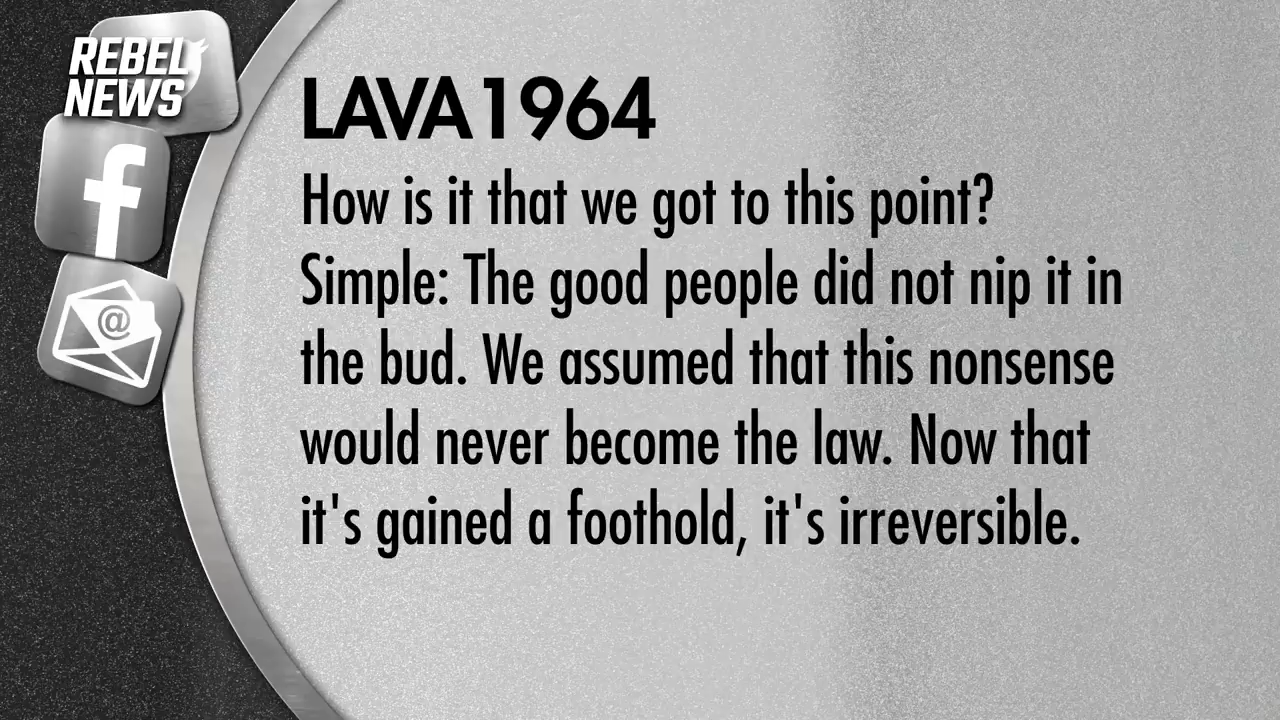 REBEL
NEWS
f
@
LAVA1964
How is it that we got to this point?
Simple: The good people did not nip it in
the bud. We assumed that this nonsense
would never become the law. Now that
it's gained a foothold, it's irreversible.